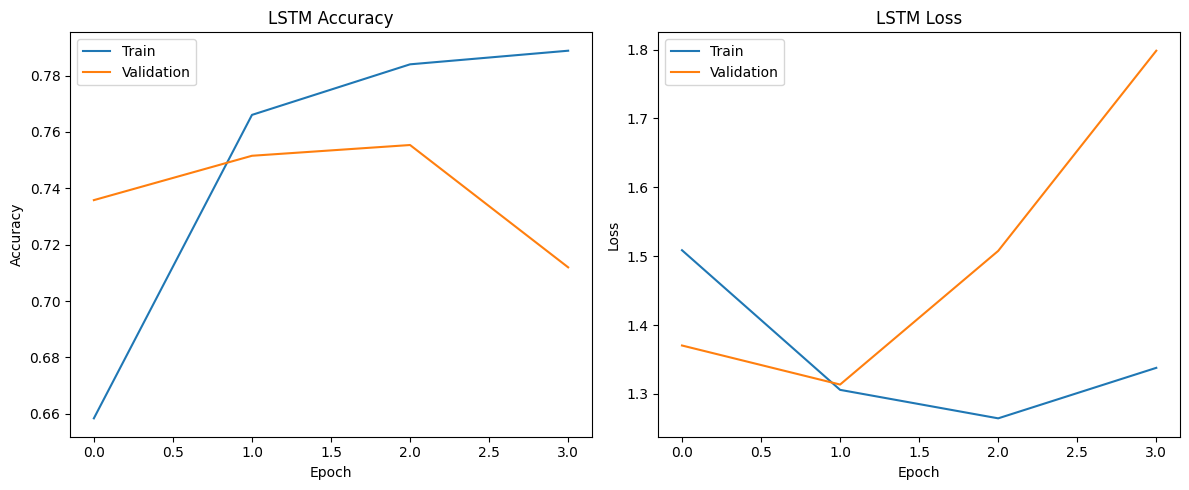 LSTM Accuracy
Train
Validation
0.78
0.76
0.74
0.72
0.70
0.68
0.66
Accuracy
0.0 0.5 1.0 1.5 2.0 2.5 3.0
Epoch
LSTM Loss
Train
Validation
1.8
1.7
1.6
1.5
1.4
1.3
Loss
0.0 0.5 1.0 1.5 2.0 2.5 3.0
Epoch